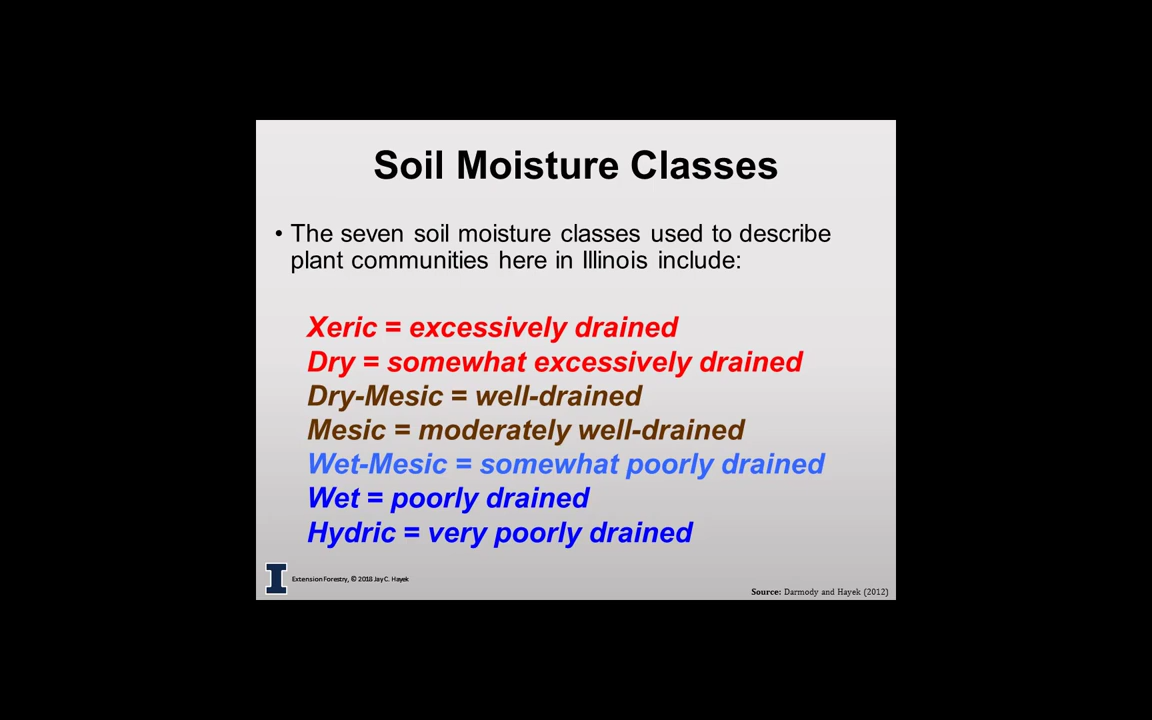 Soil Moisture Classes
• The seven soil moisture classes used to describe
plant communities here in Illinois include:
Xeric = excessively drained
Dry = somewhat excessively drained
Dry-Mesic = well-drained
Mesic = moderately well-drained
Wet-Mesic = somewhat poorly drained
Wet = poorly drained
Hydric = very poorly drained
I
Extension Forestry, © 2018 Jay C. Hayek
Source: Darmody and Hayek (2012)